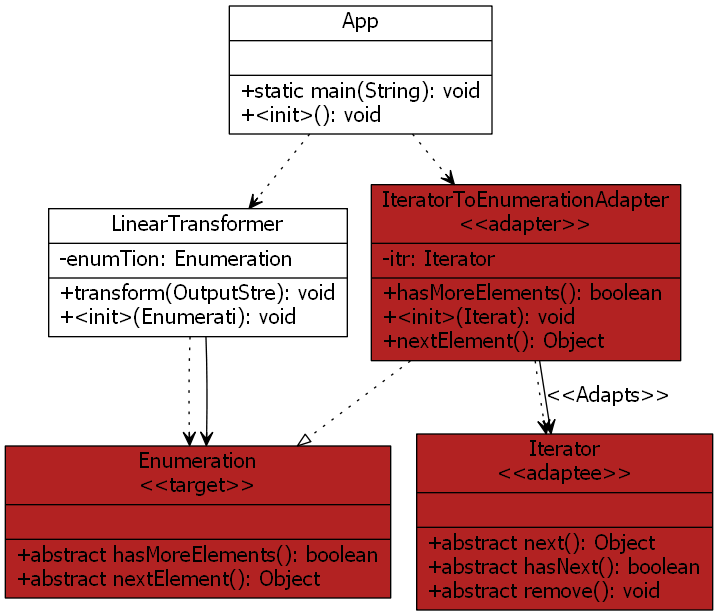 App
+static main(String): void
+<init>(): void
LinearTransformer
-enumTion: Enumeration
+transform(OutputStre): void
+<init>(Enumerati): void
IteratorToEnumerationAdapter
<<adapter>>
-itr: Iterator
+hasMoreElements(): boolean
+<init>(Iterat): void
+nextElement(): Object
<<Adapts>>
Enumeration
<<target>>
+abstract hasMoreElements(): boolean
+abstract nextElement(): Object
Iterator
<<adaptee>>
+abstract next(): Object
+abstract hasNext(): boolean
+abstract remove(): void